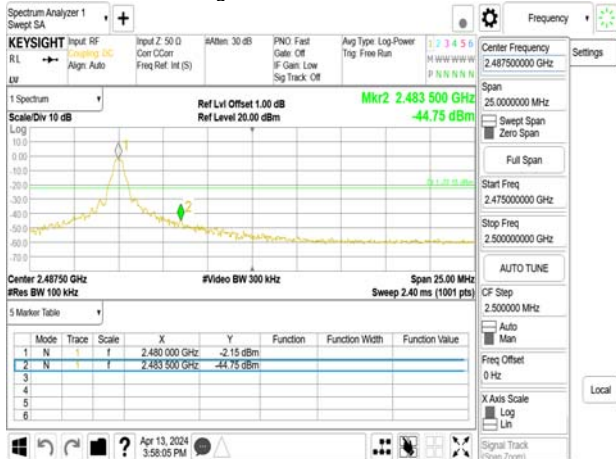 Spectrum Analyzer 1
Swept SA
+
Frequency
KEYSIGHT
RL
Input: RF
Coupling: DC
Align: Auto
Input Z: 50 Ω
Corr CCorr
Freq Ref: Int (S)
#Atten: 30 dB
PNO: Fast
Gate: Off
IF Gain: Low
Sig Track: Off
Avg Type: Log-Power
Trig: Free Run
1 2 3 4 5 6
M W W W W W
P N N N N N
Center Frequency
2.487500000 GHz
Settings
Span
25.0000000 MHz
Swept Span
Zero Span
Full Span
Start Freq
2.475000000 GHz
Stop Freq
2.500000000 GHz
AUTO TUNE
CF Step
2.500000 MHz
Auto
Man
Freq Offset
0 Hz
X Axis Scale
Log
Lin
Signal Track
(Span Zoom)
Local
1 Spectrum
Scale/Div 10 dB
Log
Ref Lvl Offset 1.00 dB
Ref Level 20.00 dBm
Mkr2 2.483 500 GHz
-44.75 dBm
10.0
0.00
-10.0
-20.0
-30.0
-40.0
-50.0
-60.0
-70.0
1
2
Center 2.48750 GHz
#Res BW 100 kHz
#Video BW 300 kHz
Span 25.00 MHz
Sweep 2.40 ms (1001 pts)
5 Marker Table
Mode Trace Scale X Y Function Function Width Function Value
1 N 1 f 2.480 000 GHz -2.15 dBm
2 N 1 f 2.483 500 GHz -44.75 dBm
3
4
5
6
?
Apr 13, 2024
3:58:05 PM